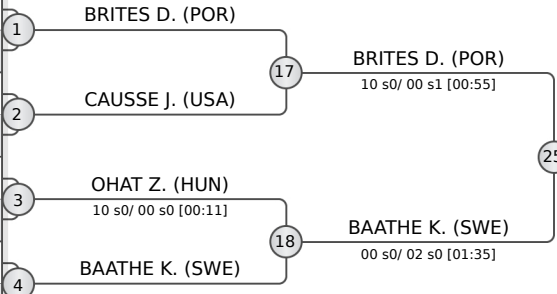 BRITES D. (POR)
1
17
BRITES D. (POR)
10 s0/ 00 s1 [00:55]
2
CAUSSE J. (USA)
25
OHAT Z. (HUN)
3
10 s0/ 00 s0 [00:11]
18
BAATHE K. (SWE)
00 s0/ 02 s0 [01:35]
BAATHE K. (SWE)
4